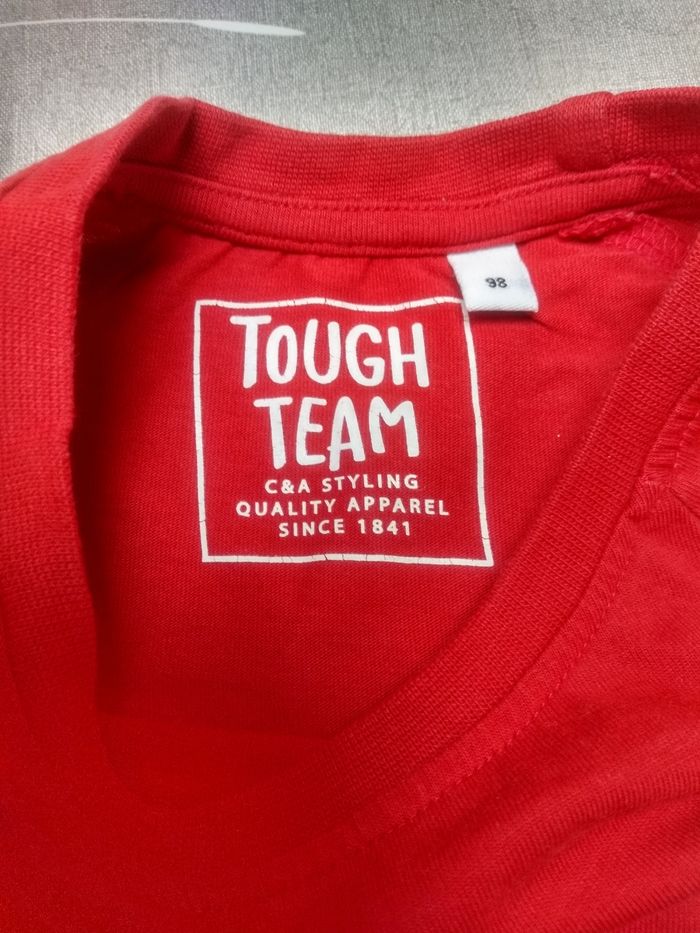 98
TOUGH
TEAM
C&A STYLING
QUALITY APPAREL
SINCE 1841